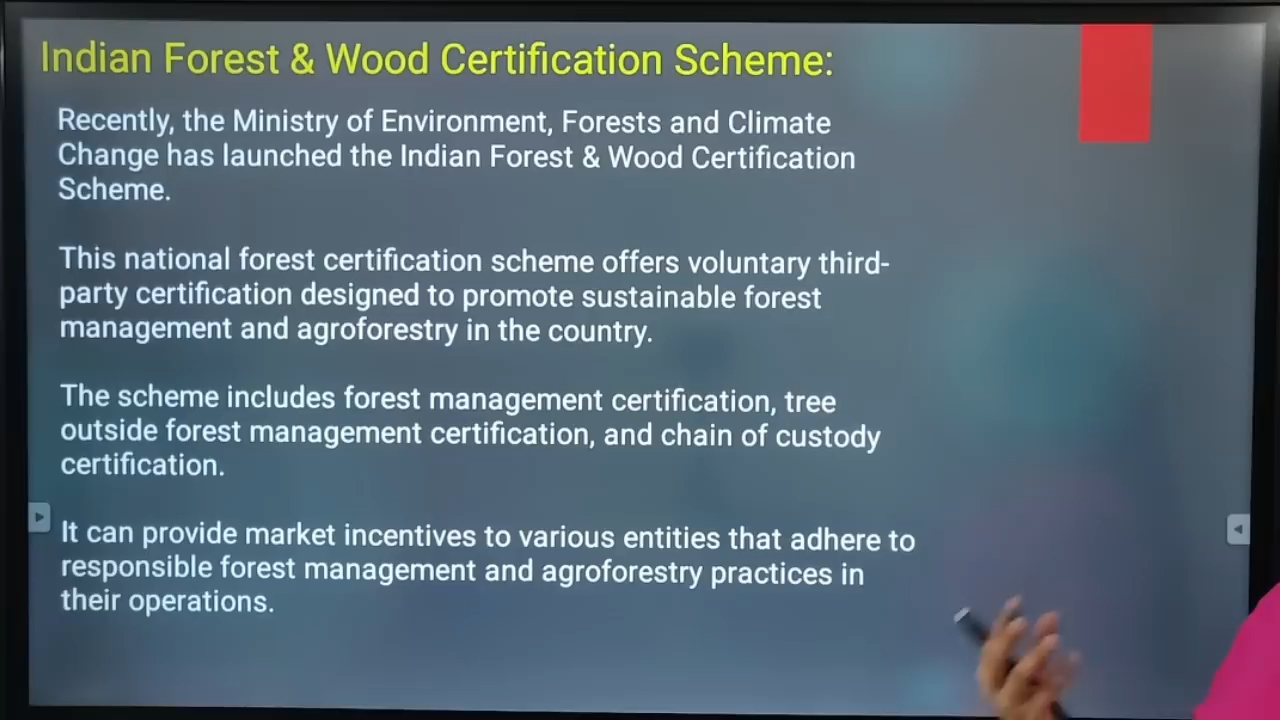 Indian Forest & Wood Certification Scheme:
Recently, the Ministry of Environment, Forests and Climate
Change has launched the Indian Forest & Wood Certification
Scheme.
This national forest certification scheme offers voluntary third-
party certification designed to promote sustainable forest
management and agroforestry in the country.
The scheme includes forest management certification, tree
outside forest management certification, and chain of custody
certification.
It can provide market incentives to various entities that adhere to
responsible forest management and agroforestry practices in
their operations.